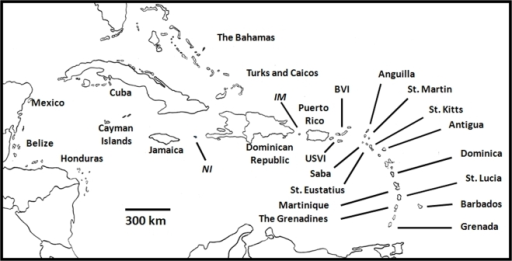 The Bahamas
Turks and Caicos
Anguilla
BVI
St. Martin
IM
Puerto
Rico
St. Kitts
Cuba
Mexico
Cayman
Islands
Antigua
Belize
Jamaica
Dominican
Republic
USVI
Dominica
Honduras
NI
Saba
St. Eustatius
St. Lucia
Martinique
Barbados
The Grenadines
300 km
Grenada